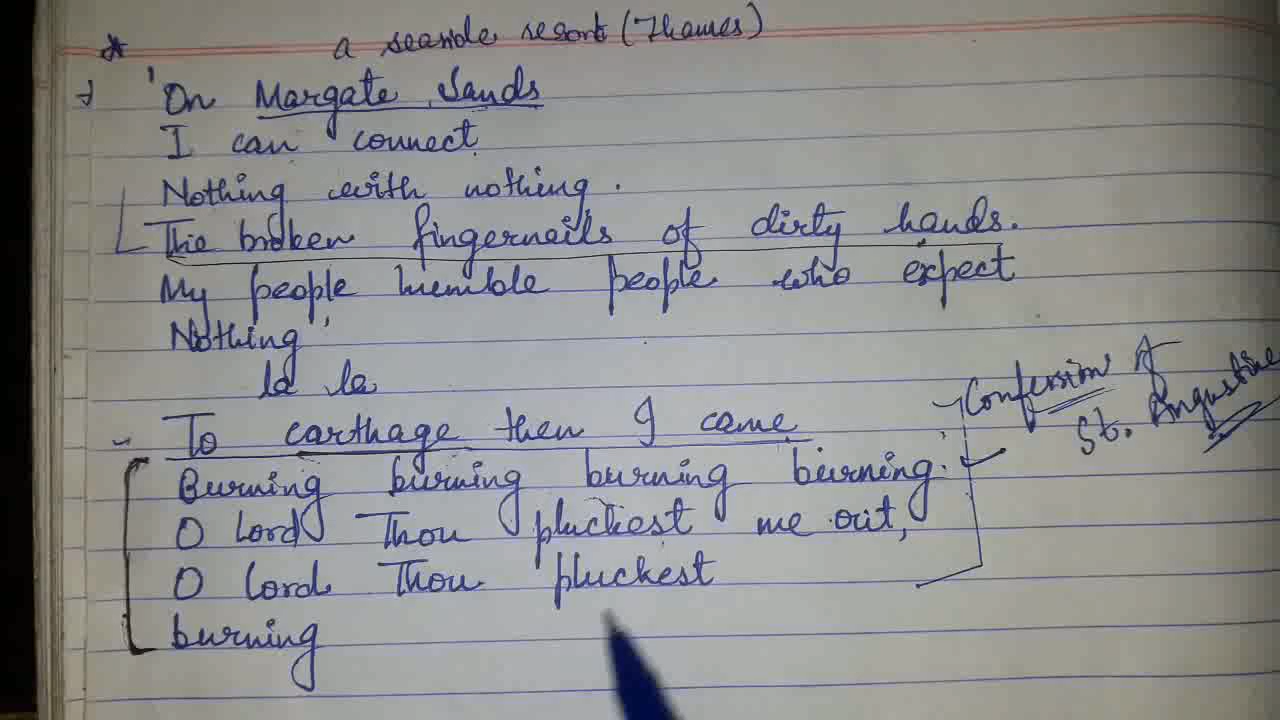 a seaside resort (Thames)
'On Margate Sands
I can connect
Nothing with nothing.
The broken fingernails of dirty hands.
My people humble people who expect
Nothing'
la la
To carthage then I came
Burning burning burning burning.'
O Lord Thou pluckest me out,
O Lord Thou pluckest
burning
Confession of
St. Augustine